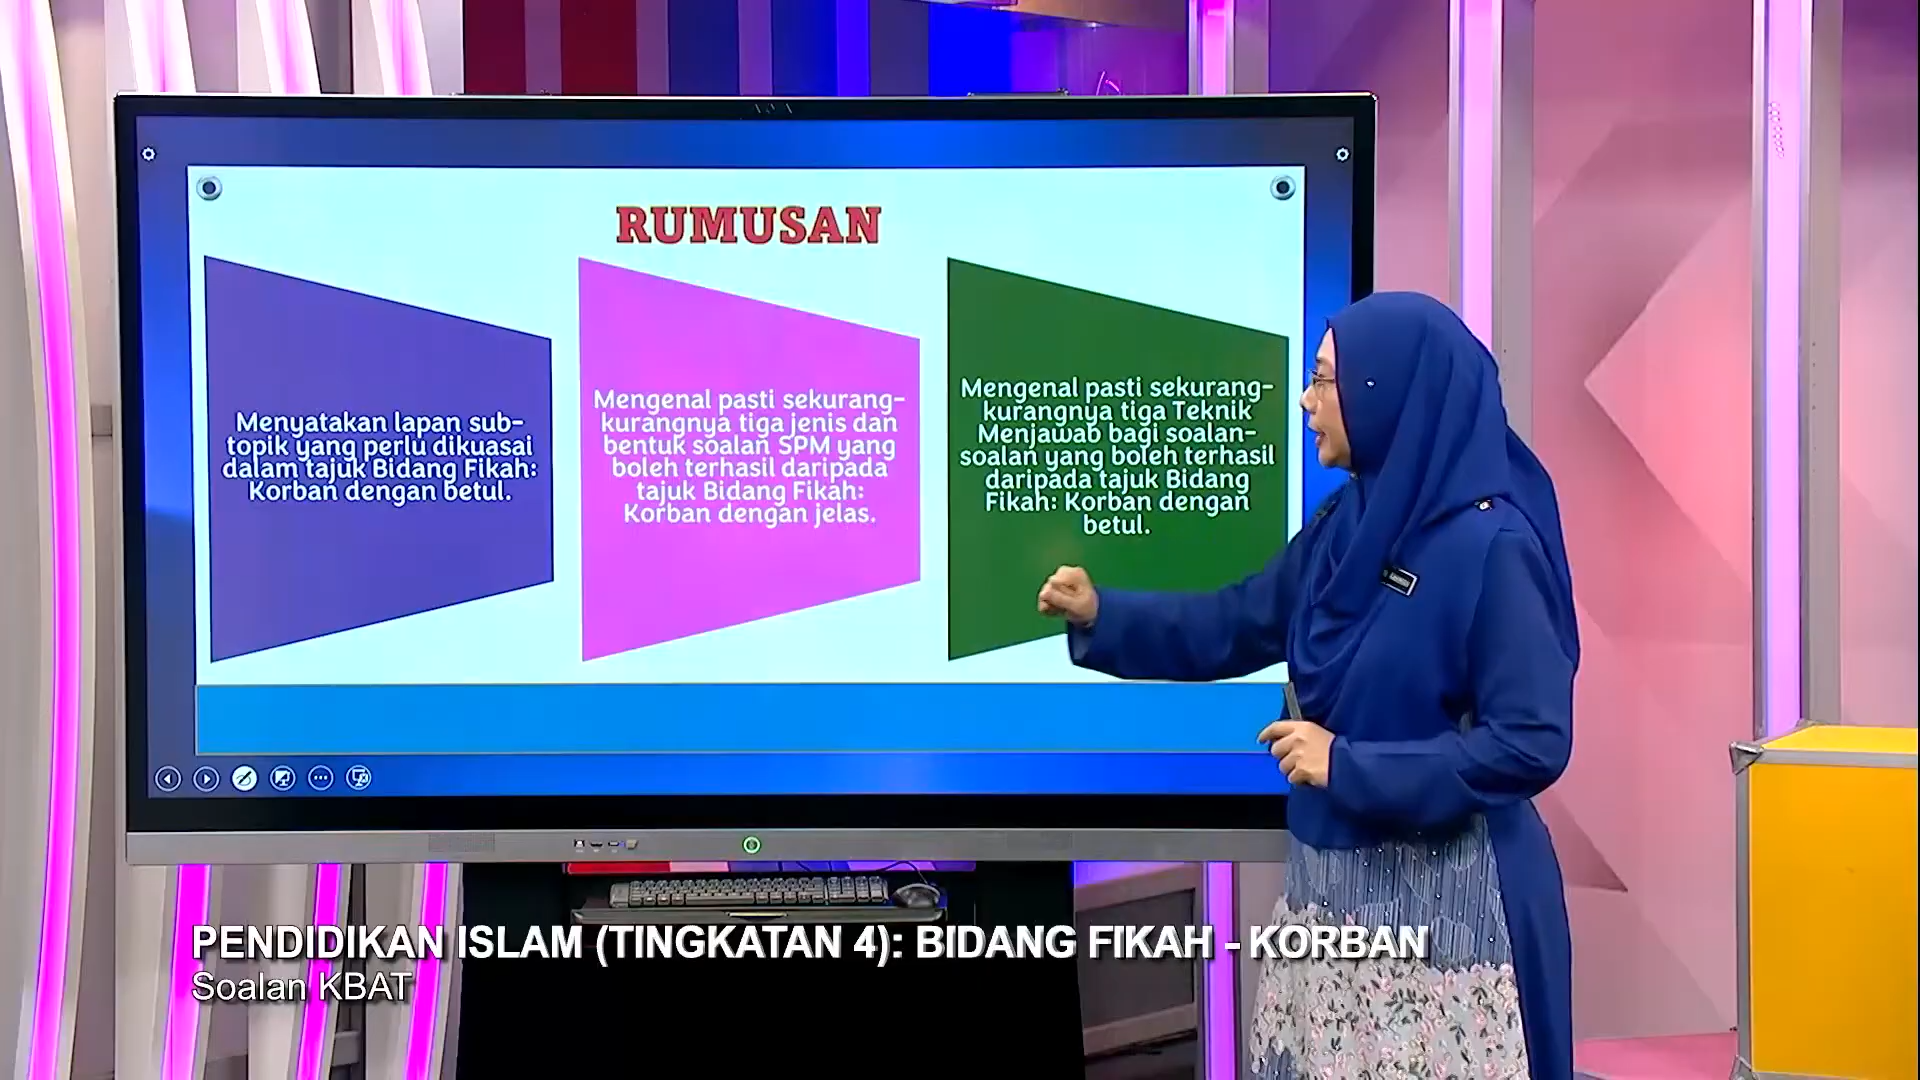 RUMUSAN
Menyatakan lapan sub-
topik yang perlu dikuasai
dalam tajuk Bidang Fikah:
Korban dengan betul.
Mengenal pasti sekurang-
kurangnya tiga jenis dan
bentuk soalan SPM yang
boleh terhasil daripada
tajuk Bidang Fikah:
Korban dengan jelas.
Mengenal pasti sekurang-
kurangnya tiga Teknik
Menjawab bagi soalan-
soalan yang boleh terhasil
daripada tajuk Bidang
Fikah: Korban dengan
betul.
PENDIDIKAN ISLAM (TINGKATAN 4): BIDANG FIKAH - KORBAN
Soalan KBAT